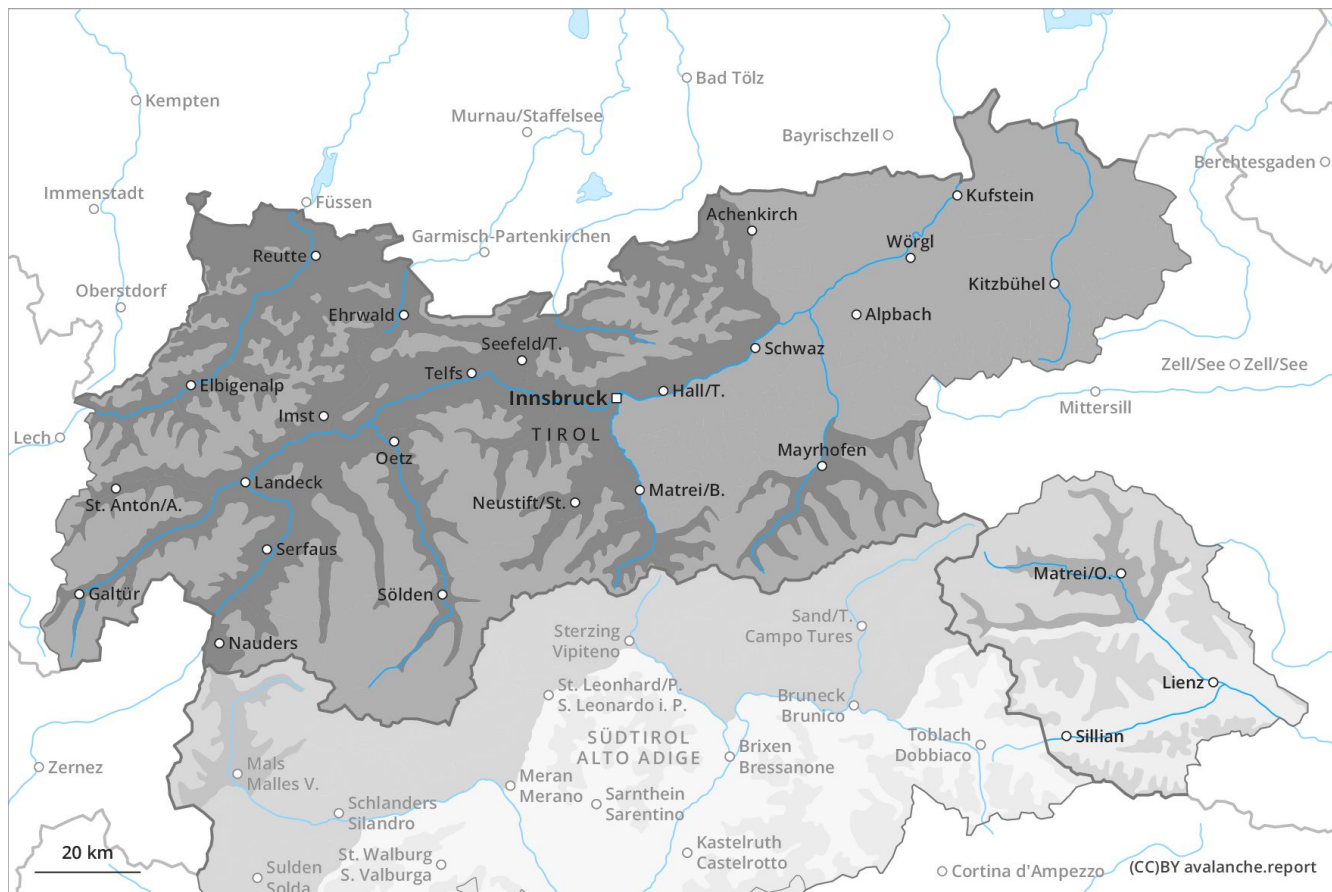 Kempten
Bad Tölz
Murnau/Staffelsee
Bayrischzell
Berchtesgaden
Immenstadt
Füssen
Kufstein
Achenkirch
Garmisch-Partenkirchen
Wörgl
Reutte
Kitzbühel
Oberstdorf
Ehrwald
Alpbach
Seefeld/T.
Schwaz
Zell/See
Zell/See
Telfs
Elbigenalp
Innsbruck
Hall/T.
Mittersill
Imst
TIROL
Lech
Oetz
Mayrhofen
Landeck
Matrei/B.
St. Anton/A.
Neustift/St.
Serfaus
Matrei/O.
Galtür
Sölden
Sand/T.
Campo Tures
Sterzing
Vipiteno
Nauders
Lienz
St. Leonhard/P.
S. Leonardo i. P.
Bruneck
Brunico
SÜDTIROL
ALTO ADIGE
Toblach
Dobbiaco
Sillian
Brixen
Bressanone
Zernez
Mals
Malles V.
Meran
Merano
Sarnthein
Sarentino
Schlanders
Silandro
Kastelruth
Castelrotto
20 km
St. Walburg
S. Valburga
Sulden
Solda
Cortina d'Ampezzo
(CC)BY avalanche.report